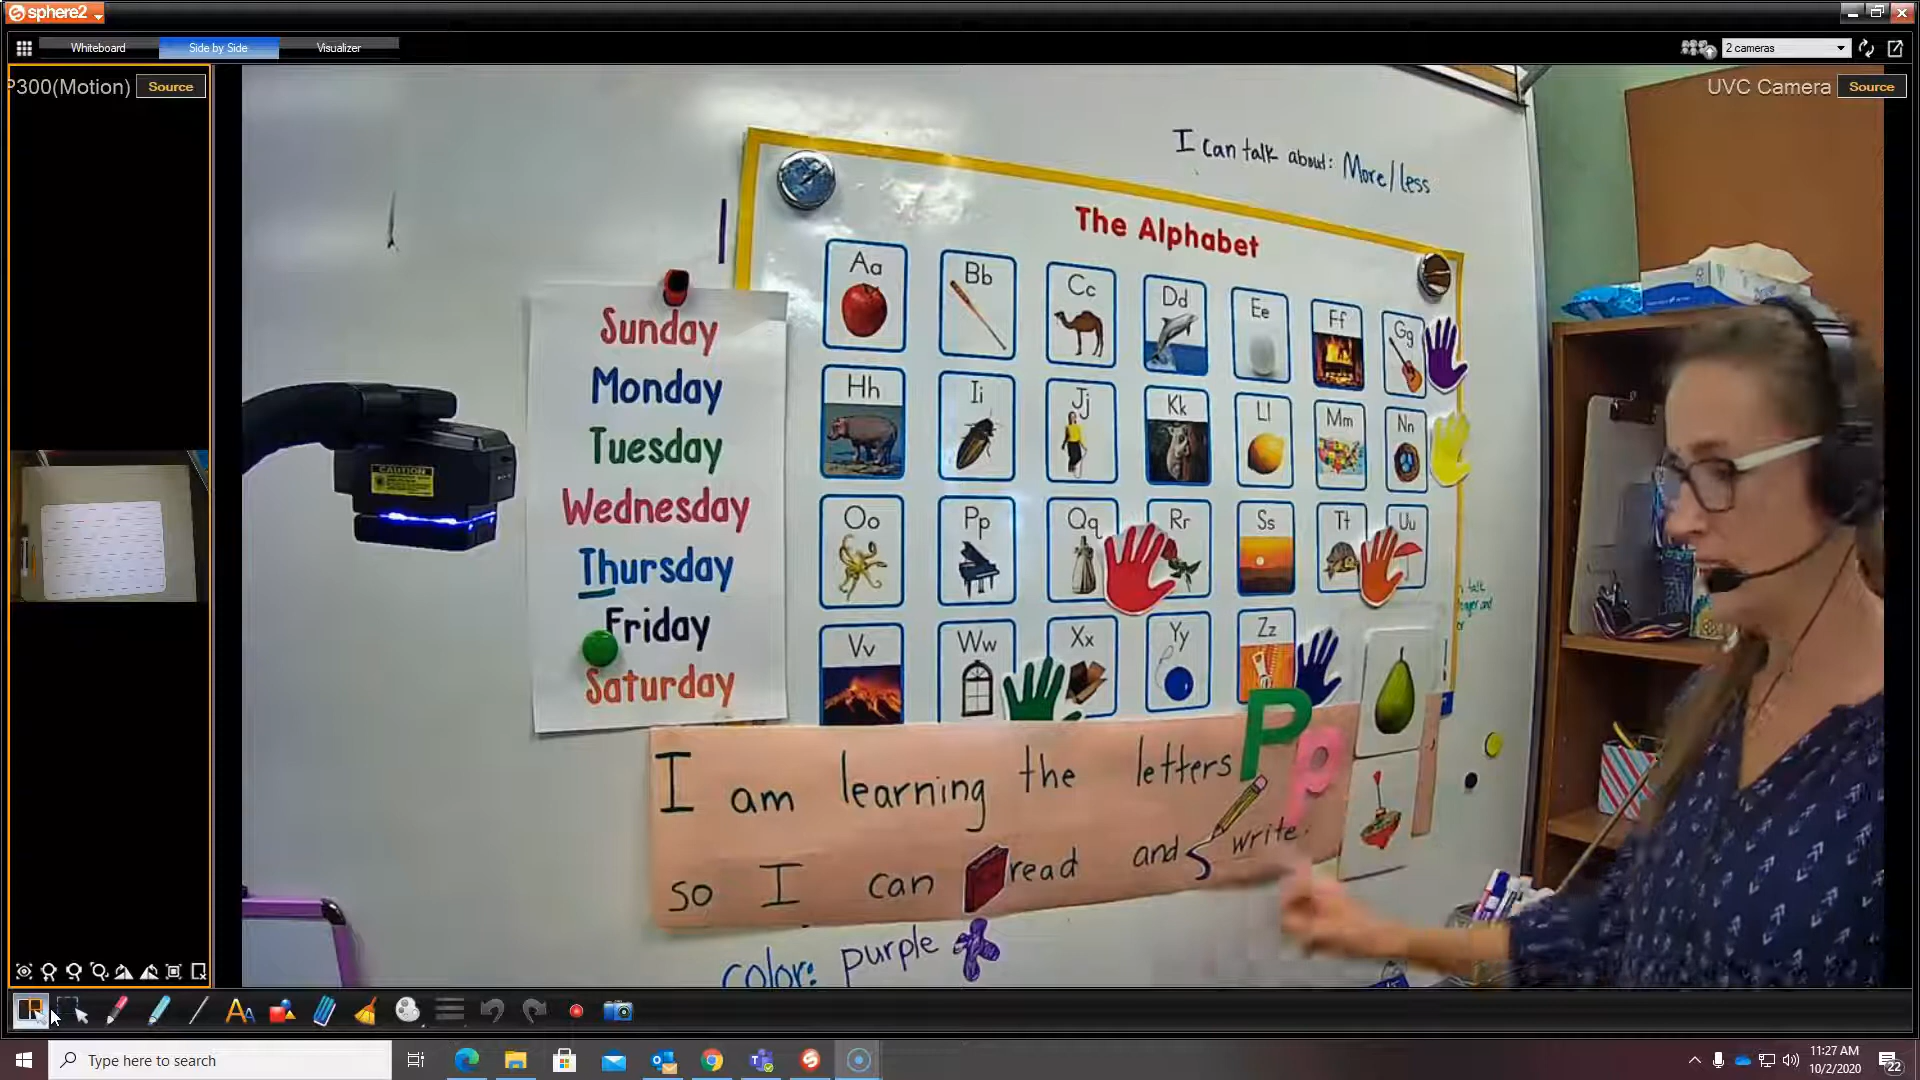 sphere2
Whiteboard
Side by Side
Visualizer
2 cameras
P300(Motion)
Source
UVC Camera
Source
I can talk about: More/less
The Alphabet
Aa
Bb
Cc
Dd
Ee
Ff
Gg
Hh
Ii
Jj
Kk
Ll
Mm
Nn
Oo
Pp
Qq
Rr
Ss
Tt
Uu
Vv
Ww
Xx
Yy
Zz
Sunday
Monday
Tuesday
Wednesday
Thursday
Friday
Saturday
CAUTION
I am learning the letters P p
so I can read and write.
color: purple
Type here to search
11:27 AM
10/2/2020
22